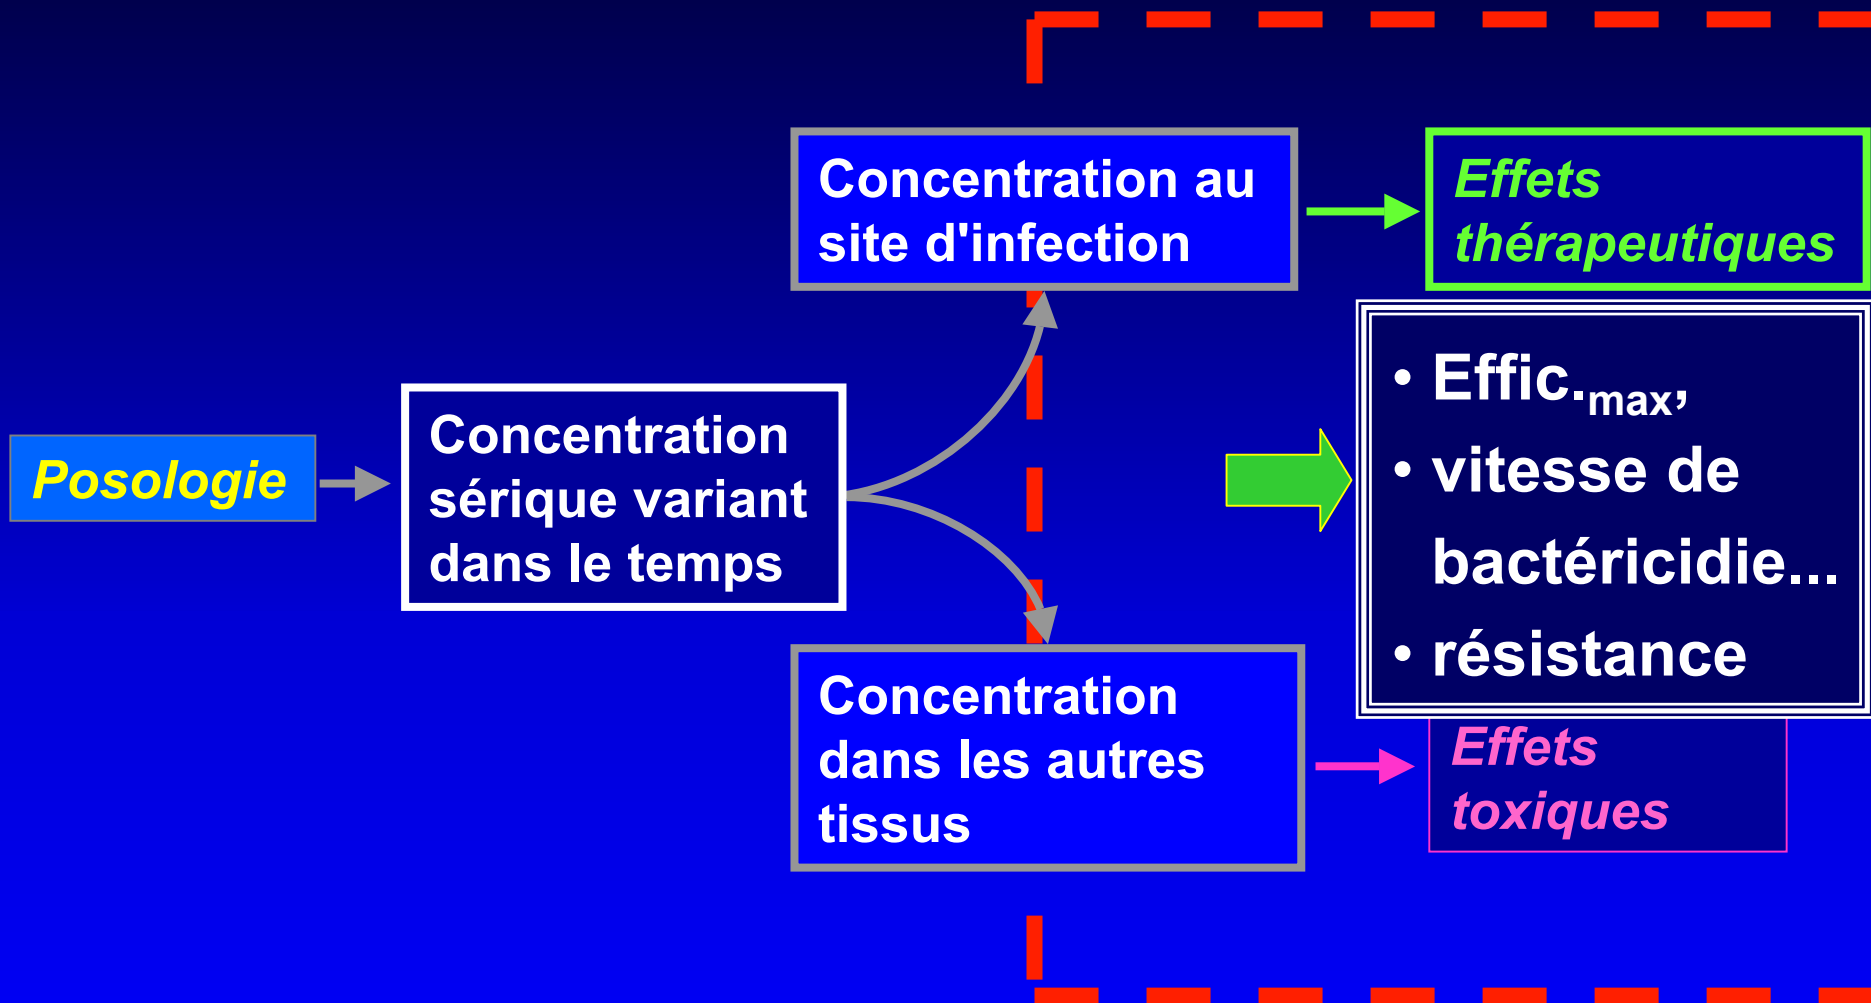 Posologie
Concentration
sérique variant
dans le temps
Concentration au
site d'infection
Effets
thérapeutiques
• Effic.max,
• vitesse de
bactéricidie...
• résistance
Concentration
dans les autres
tissus
Effets
toxiques